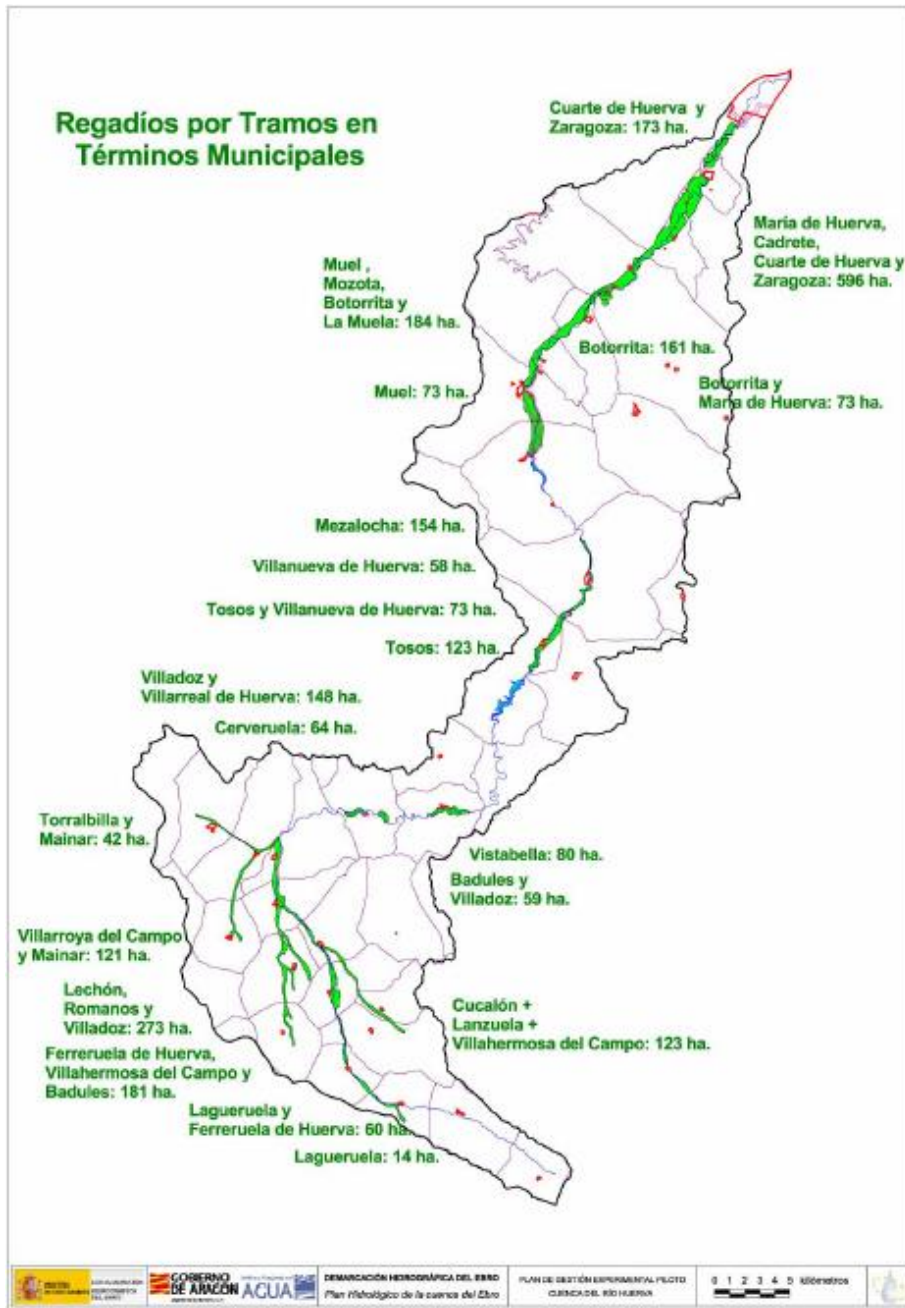 Regadíos por Tramos en
Términos Municipales
Cuarte de Huerva y
Zaragoza: 173 ha.
María de Huerva,
Cadrete,
Cuarte de Huerva y
Zaragoza: 596 ha.
Muel ,
Mozota,
Botorrita y
La Muela: 184 ha.
Botorrita: 161 ha.
Botorrita y
María de Huerva: 73 ha.
Muel: 73 ha.
Mezalocha: 154 ha.
Villanueva de Huerva: 58 ha.
Tosos y Villanueva de Huerva: 73 ha.
Tosos: 123 ha.
Villadoz y
Villarreal de Huerva: 148 ha.
Cerveruela: 64 ha.
Torralbilla y
Mainar: 42 ha.
Vistabella: 80 ha.
Badules y
Villadoz: 59 ha.
Villarroya del Campo
y Mainar: 121 ha.
Lechón,
Romanos y
Villadoz: 273 ha.
Cucalón +
Lanzuela +
Villahermosa del Campo: 123 ha.
Ferreruela de Huerva,
Villahermosa del Campo y
Badules: 181 ha.
Lagueruela y
Ferreruela de Huerva: 60 ha.
Lagueruela: 14 ha.
GOBIERNO
DE ARAGON
AGUA
DEMARCACIÓN HIDROGRÁFICA DEL EBRO
Plan Hidrológico de la cuenca del Ebro
PLAN DE GESTIÓN EXPERIMENTAL PILOTO
CUENCA DEL RÍO HUERVA
0 1 2 3 4 5 kilómetros